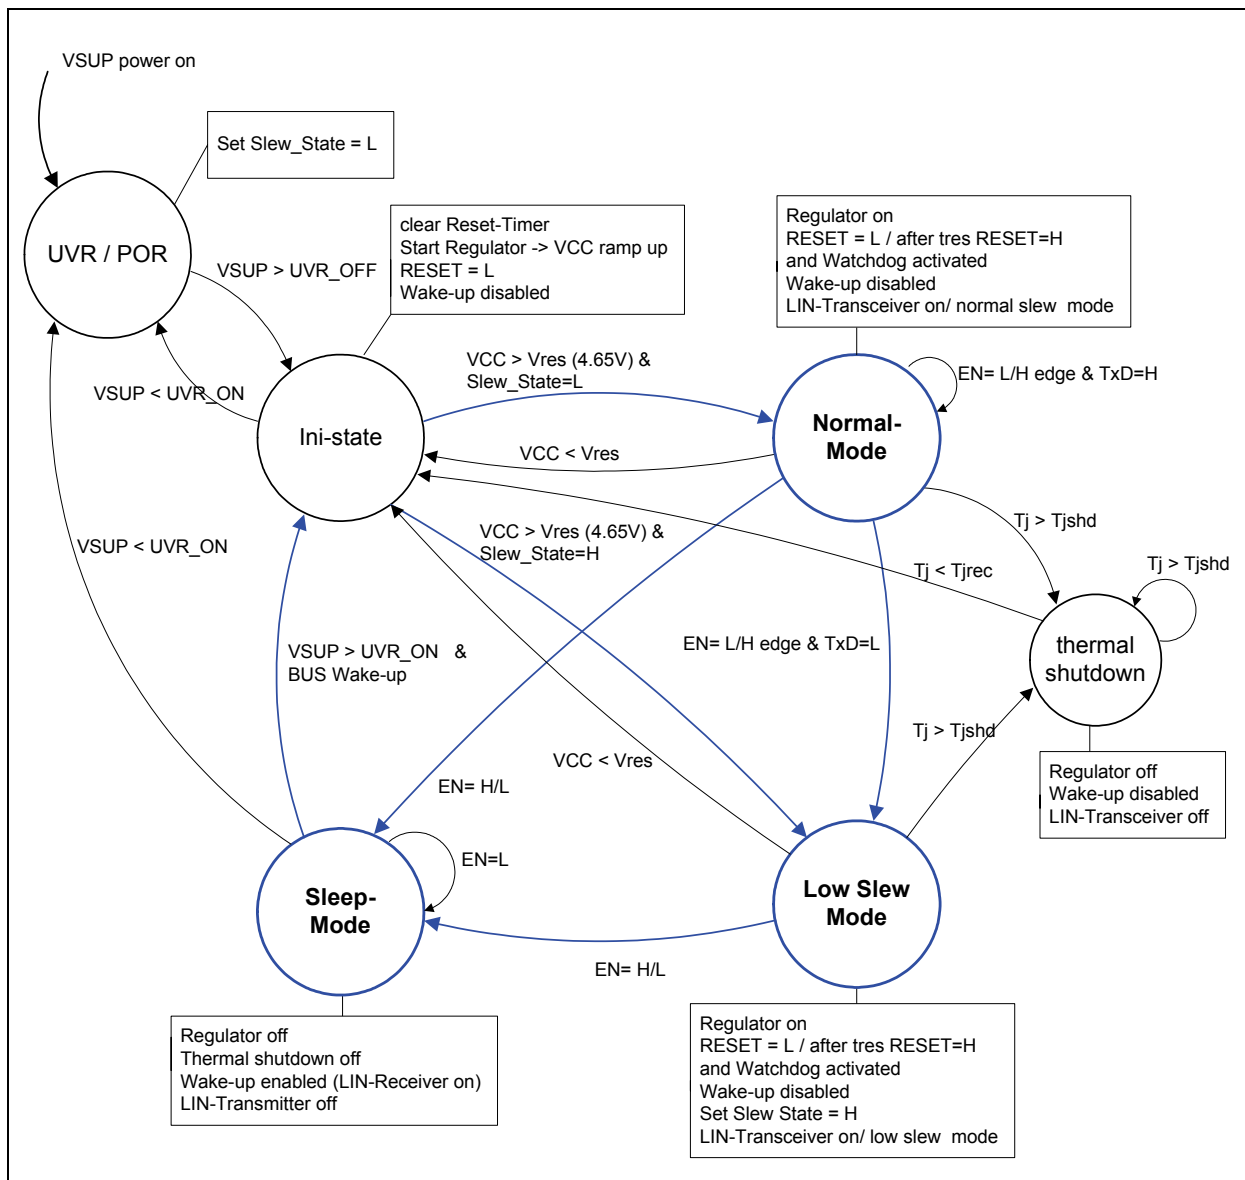 VSUP power on
Set Slew_State = L
UVR / POR
VSUP > UVR_OFF
clear Reset-Timer
Start Regulator -> VCC ramp up
RESET = L
Wake-up disabled
Regulator on
RESET = L / after tres RESET=H
and Watchdog activated
Wake-up disabled
LIN-Transceiver on/ normal slew  mode
VSUP < UVR_ON
VCC > Vres (4.65V) &
Slew_State=L
EN= L/H edge & TxD=H
Ini-state
Normal-
Mode
VCC < Vres
VSUP < UVR_ON
VCC > Vres (4.65V) &
Slew_State=H
Tj > Tjshd
Tj < Tjrec
Tj > Tjshd
VSUP > UVR_ON   &
BUS Wake-up
EN= L/H edge & TxD=L
thermal
shutdown
Tj > Tjshd
VCC < Vres
EN= H/L
Regulator off
Wake-up disabled
LIN-Transceiver off
EN=L
Sleep-
Mode
Low Slew
Mode
EN= H/L
Regulator off
Thermal shutdown off
Wake-up enabled (LIN-Receiver on)
LIN-Transmitter off
Regulator on
RESET = L / after tres RESET=H
and Watchdog activated
Wake-up disabled
Set Slew State = H
LIN-Transceiver on/ low slew  mode